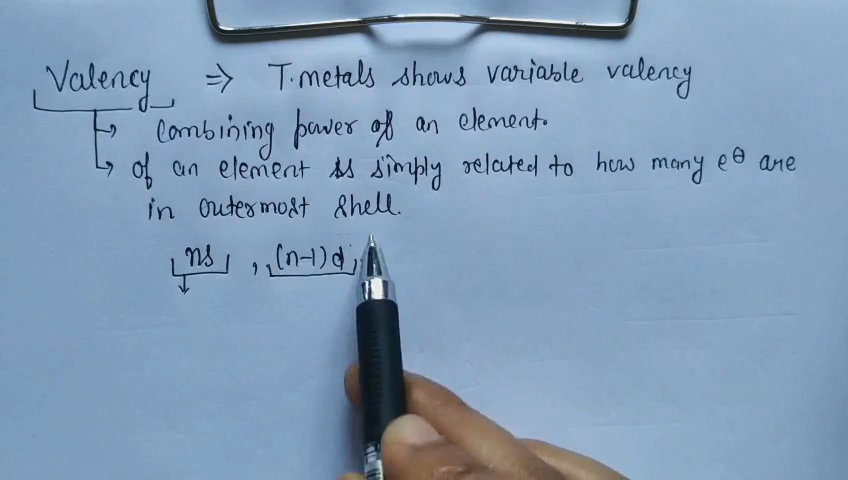 Valency ⇒ T.metals shows variable valency
↳ combining power of an element.
↳ of an element is simply related to how many e⊖ are
in outermost shell.
ns , (n-1)d